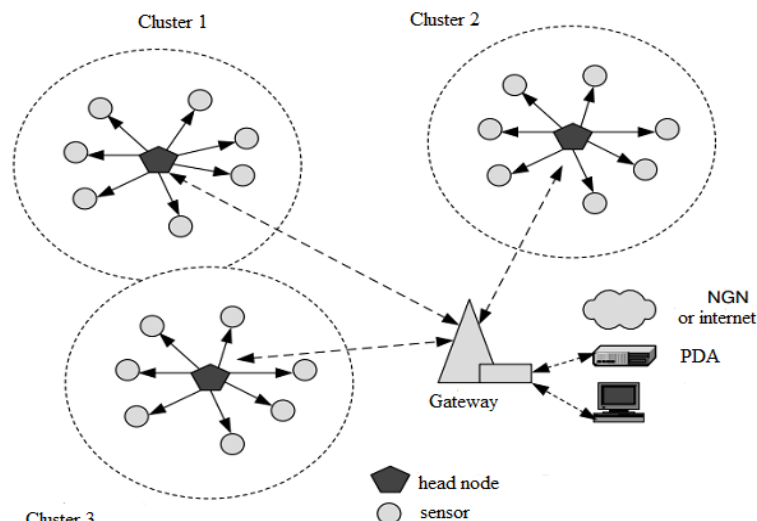 Cluster 1
Cluster 2
NGN
or internet
PDA
Gateway
head node
sensor
Cluster 3